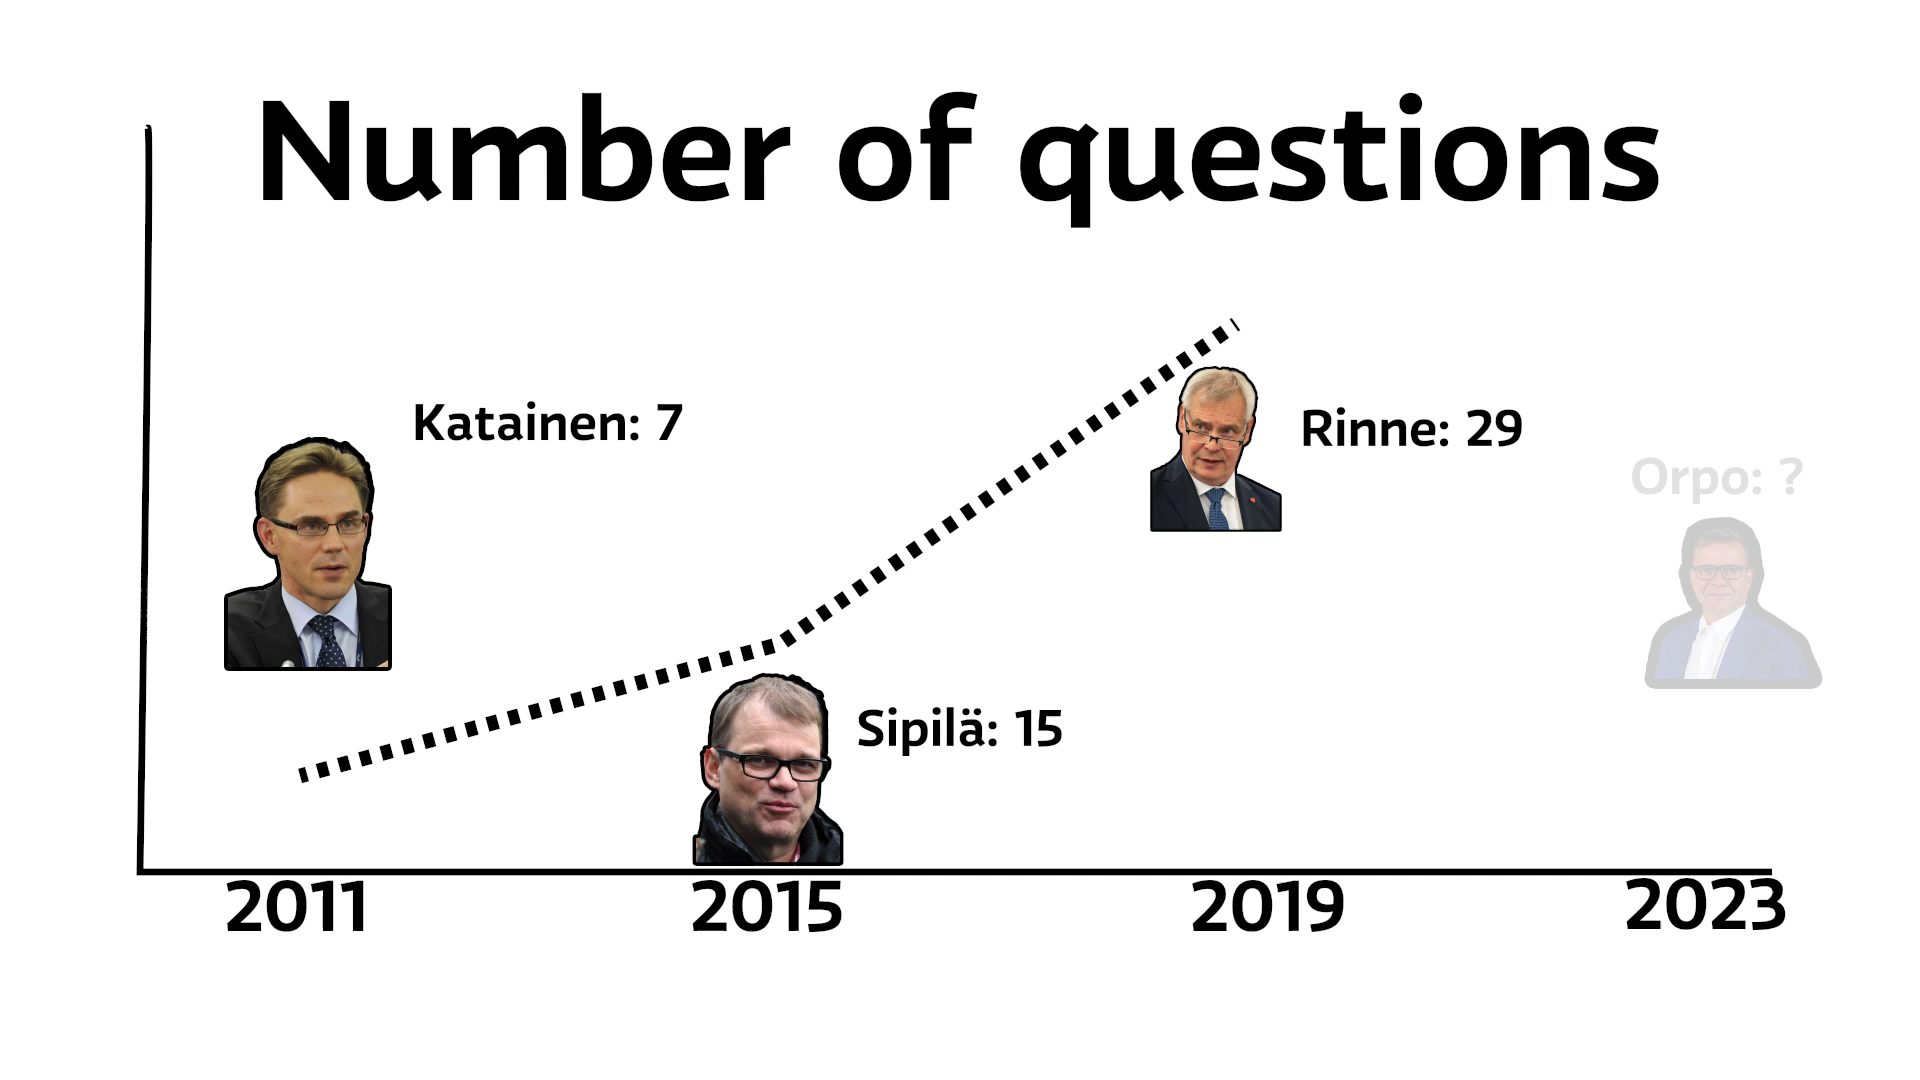 Number of questions
Katainen: 7
Rinne: 29
Orpo: ?
Sipilä: 15
2011
2015
2019
2023